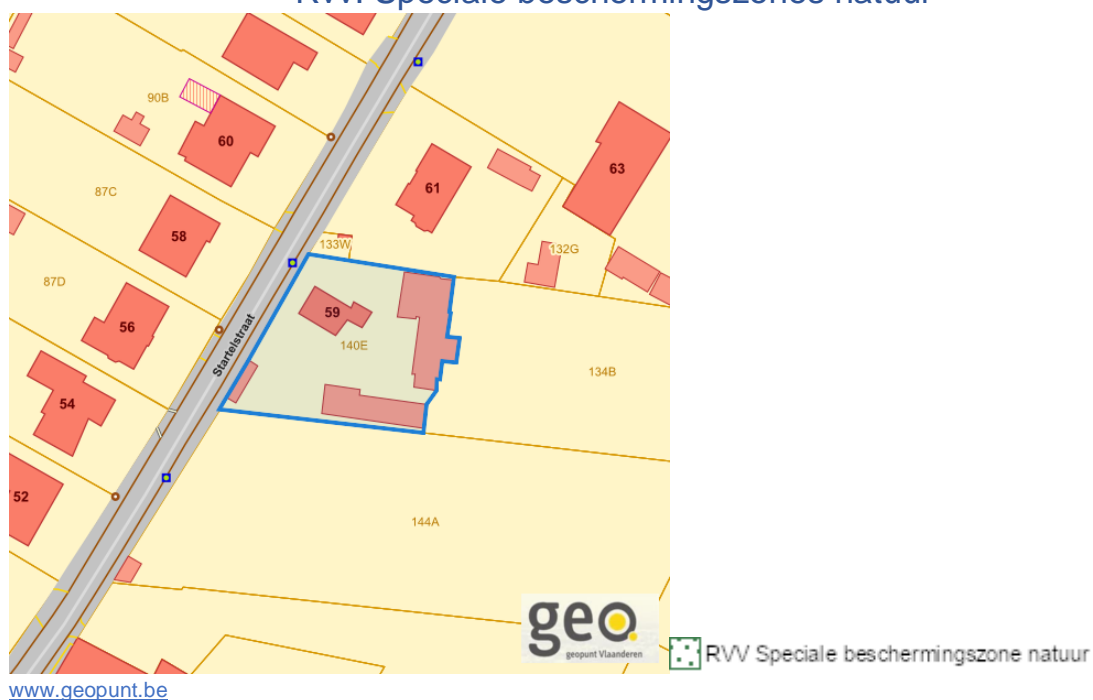 RVV. Speciale beschermingszones natuur
90B
60
63
61
87C
58
133W
132G
87D
59
56
140E
Startelstraat
134B
54
52
144A
geo
geopunt Vlaanderen
RVV Speciale beschermingszone natuur
www.geopunt.be